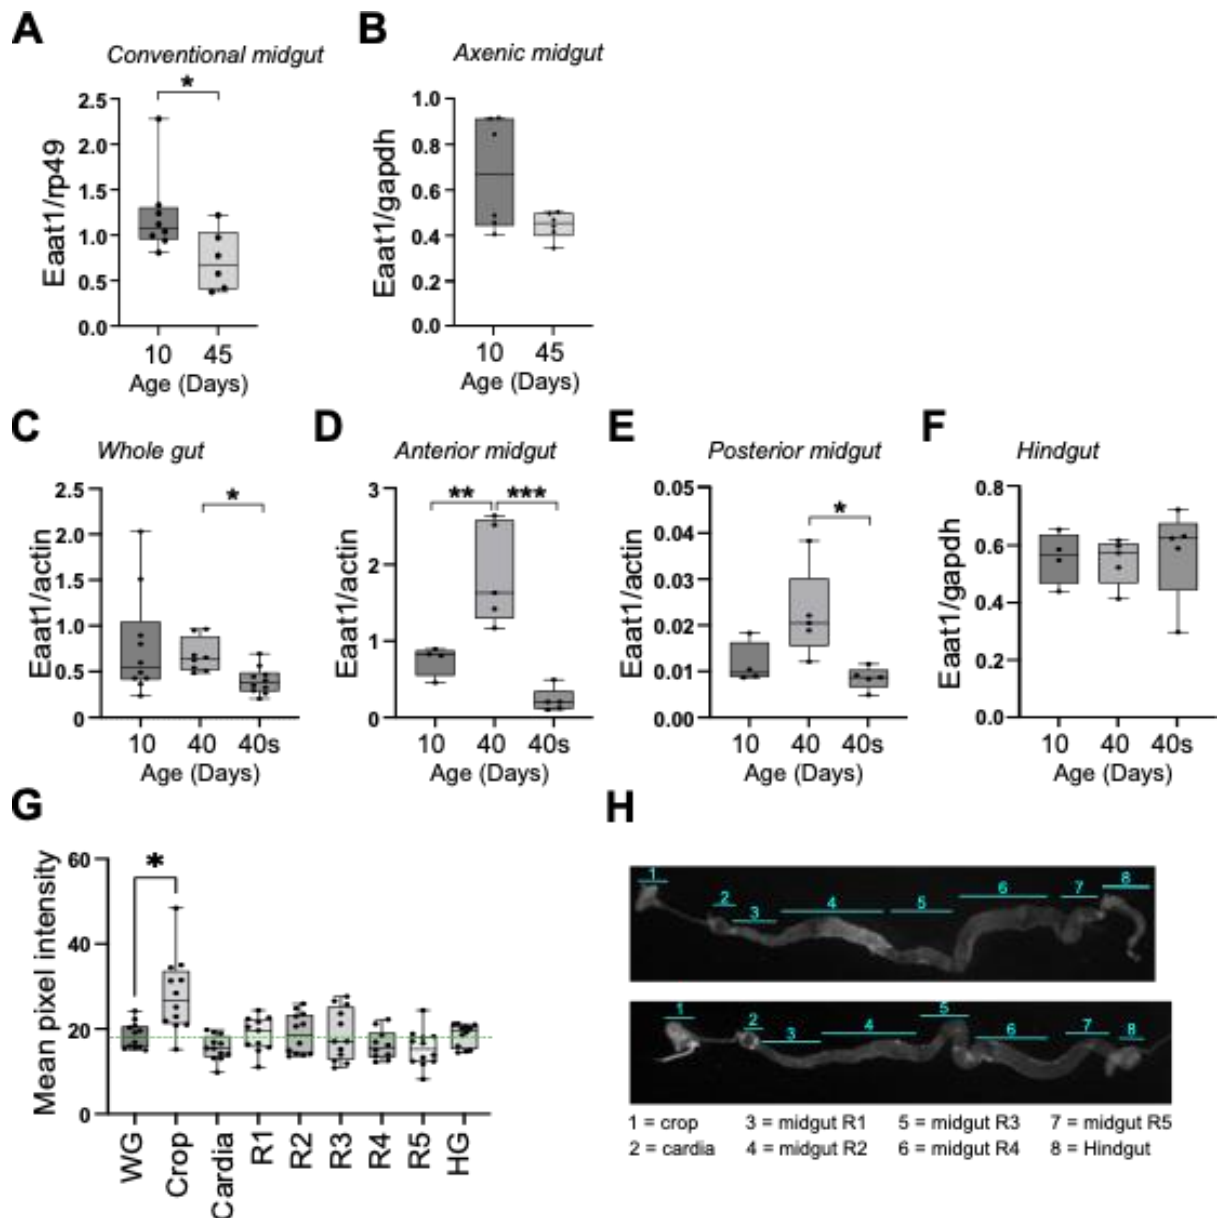 A
B
Conventional midgut
Axenic midgut
*
2.5
2.0
1.5
1.0
0.5
0.0
Eaat1/rp49
10 45
Age (Days)
1.0
0.8
0.6
0.4
0.2
0.0
Eaat1/gapdh
10 45
Age (Days)
C
D
E
F
Whole gut
Anterior midgut
Posterior midgut
Hindgut
*
2.5
2.0
1.5
1.0
0.5
0
Eaat1/actin
10 40 40s
Age (Days)
** ***
3
2
1
0
Eaat1/actin
10 40 40s
Age (Days)
*
0.05
0.04
0.03
0.02
0.01
0.00
Eaat1/actin
10 40 40s
Age (Days)
0.8
0.6
0.4
0.2
0.0
Eaat1/gapdh
10 40 40s
Age (Days)
G
H
*
60
40
20
0
Mean pixel intensity
WG
Crop
Cardia
R1
R2
R3
R4
R5
HG
1
2
3
4
5
6
7
8
1
2
3
4
5
6
7
8
1 = crop 3 = midgut R1 5 = midgut R3 7 = midgut R5
2 = cardia 4 = midgut R2 6 = midgut R4 8 = Hindgut